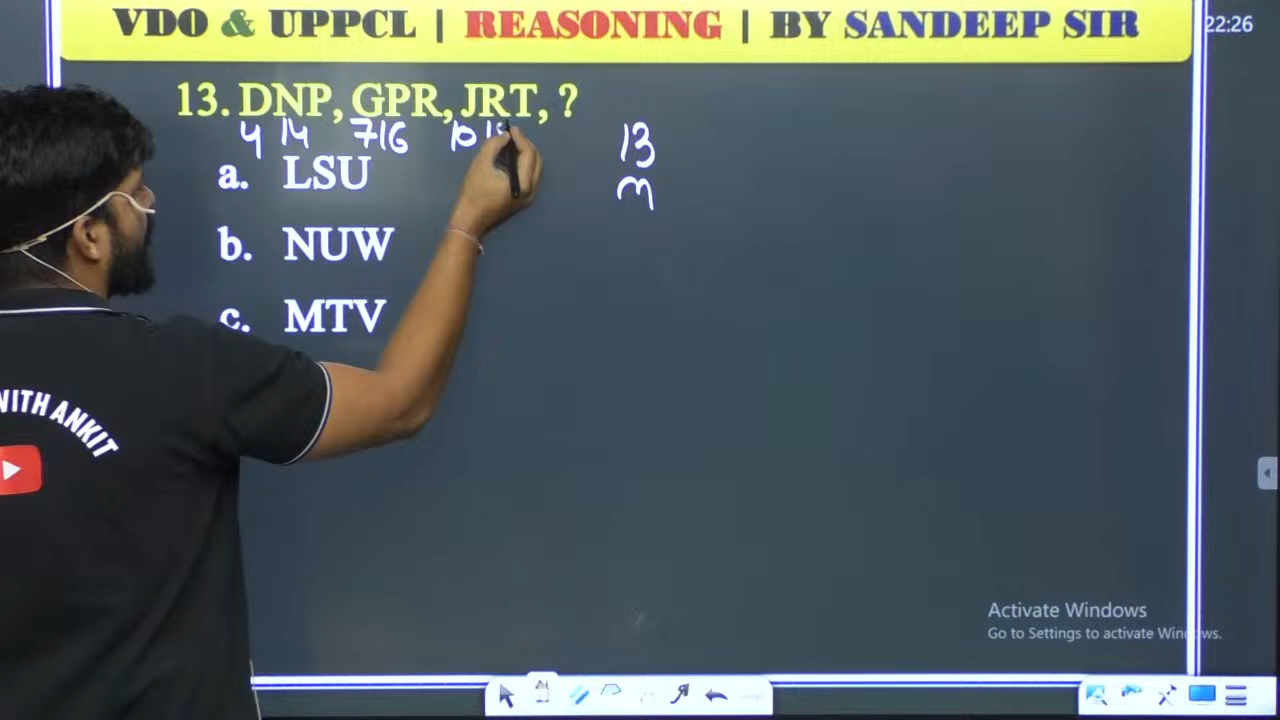 VDO & UPPCL | REASONING | BY SANDEEP SIR
22:26
13. DNP, GPR, JRT, ?
4 14 7 16 10 13
a. LSU
m
b. NUW
c. MTV
WITH ANKIT
Activate Windows
Go to Settings to activate Windows.